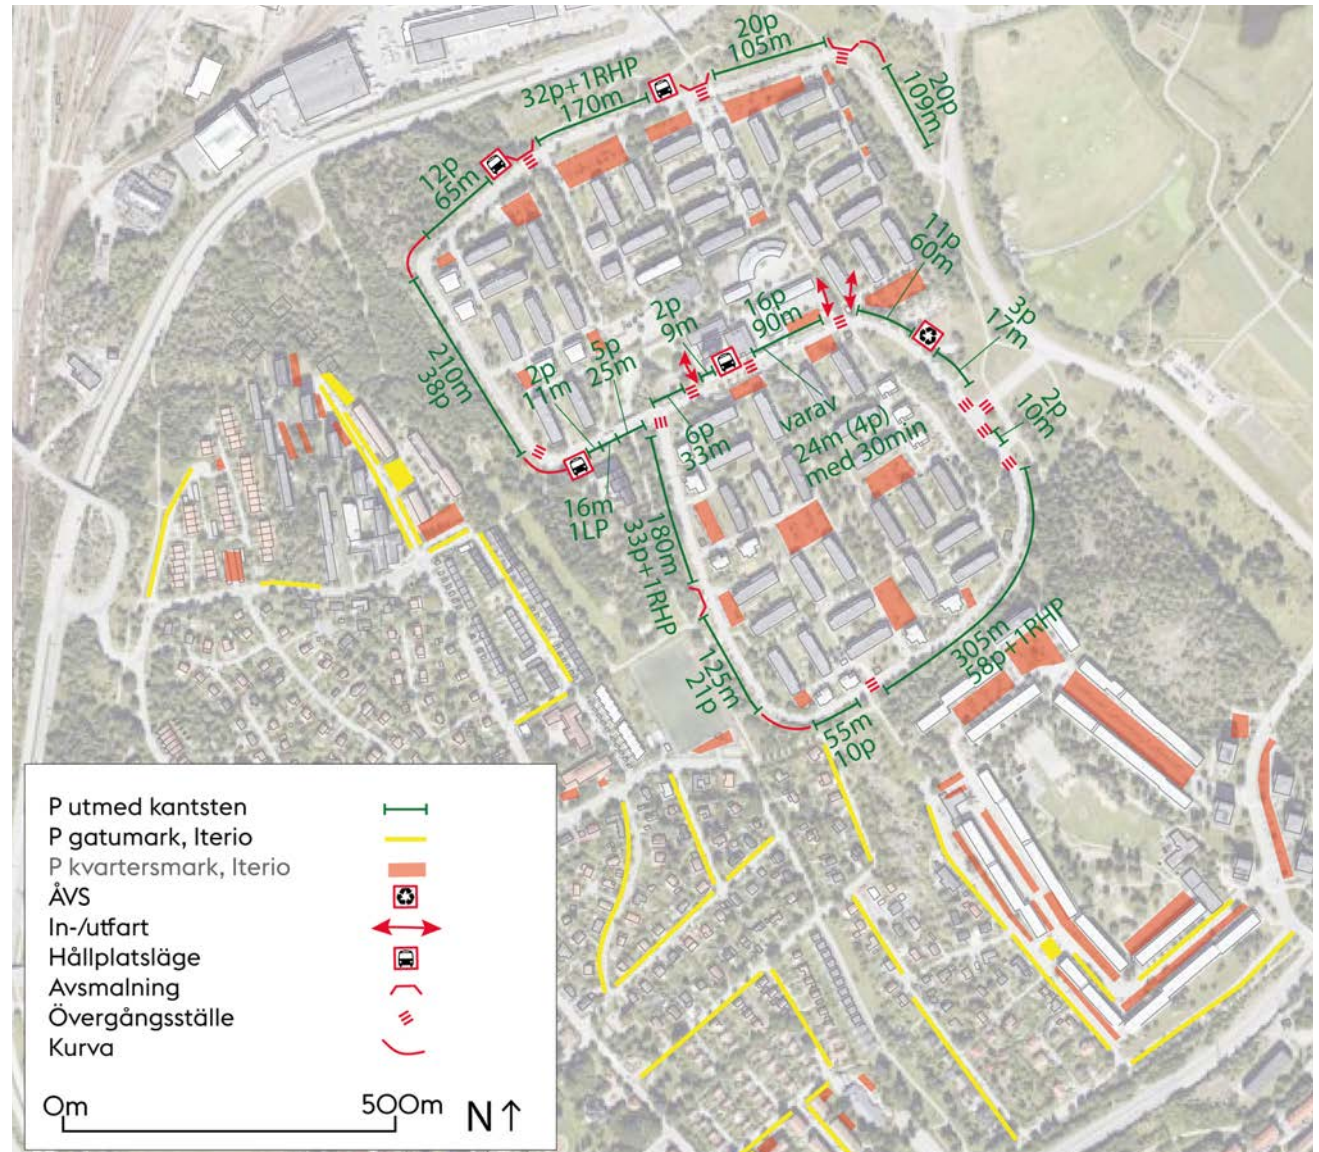 20p
105m
32p+1RHP
170m
20p
109m
12p
65m
11p
60m
3p
17m
2p
9m
16p
90m
210m
38p
5p
25m
2p
11m
2p
10m
6p
33m
varav
24m (4p)
med 30min
16m
1LP
180m
33p+1RHP
305m
58p+1RHP
125m
21p
55m
10p
P utmed kantsten
P gatumark, Iterio
P kvartersmark, Iterio
ÅVS
In-/utfart
Hållplatsläge
Avsmalning
Övergångsställe
Kurva
0m 500m N↑